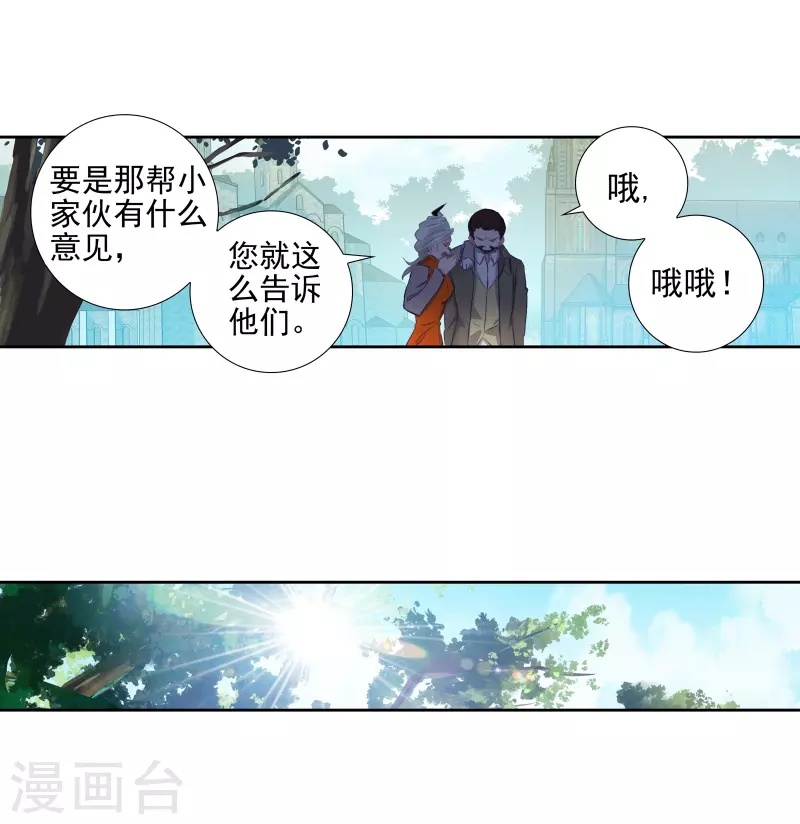 要是那帮小
家伙有什么
意见，
您就这
么告诉
他们。
哦，
哦哦！
漫画台